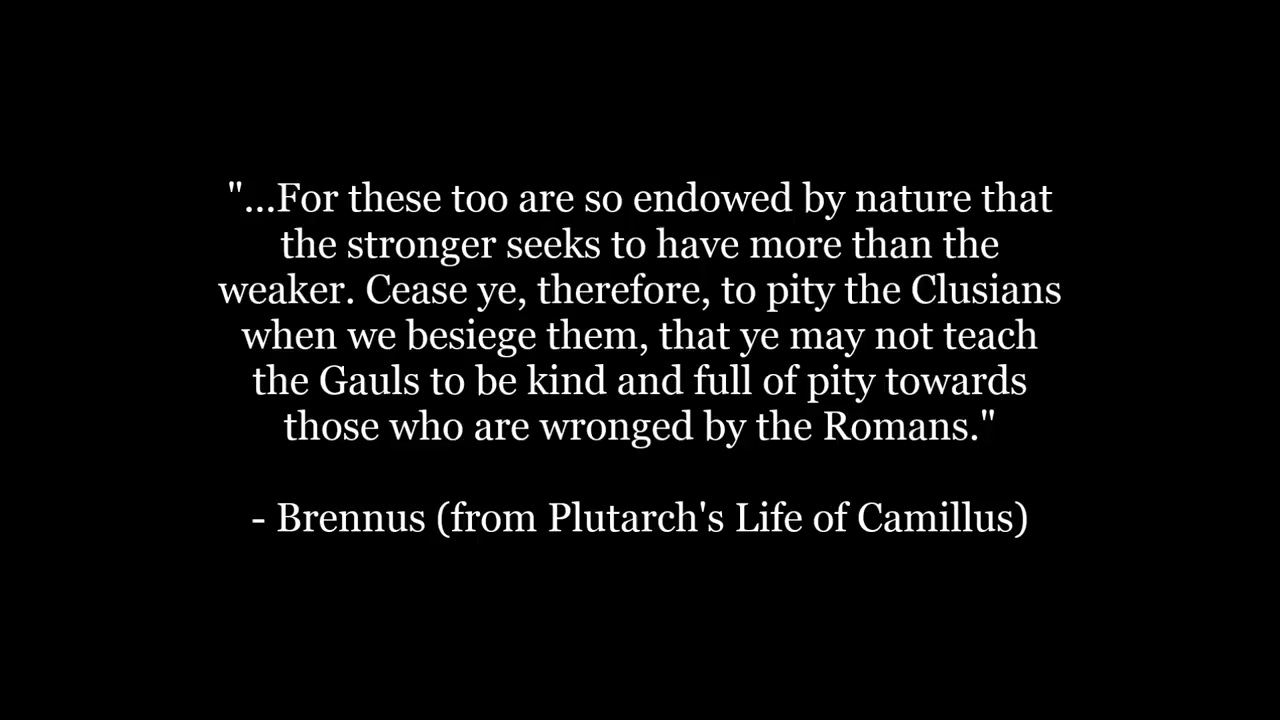 "...For these too are so endowed by nature that
the stronger seeks to have more than the
weaker. Cease ye, therefore, to pity the Clusians
when we besiege them, that ye may not teach
the Gauls to be kind and full of pity towards
those who are wronged by the Romans."
- Brennus (from Plutarch's Life of Camillus)